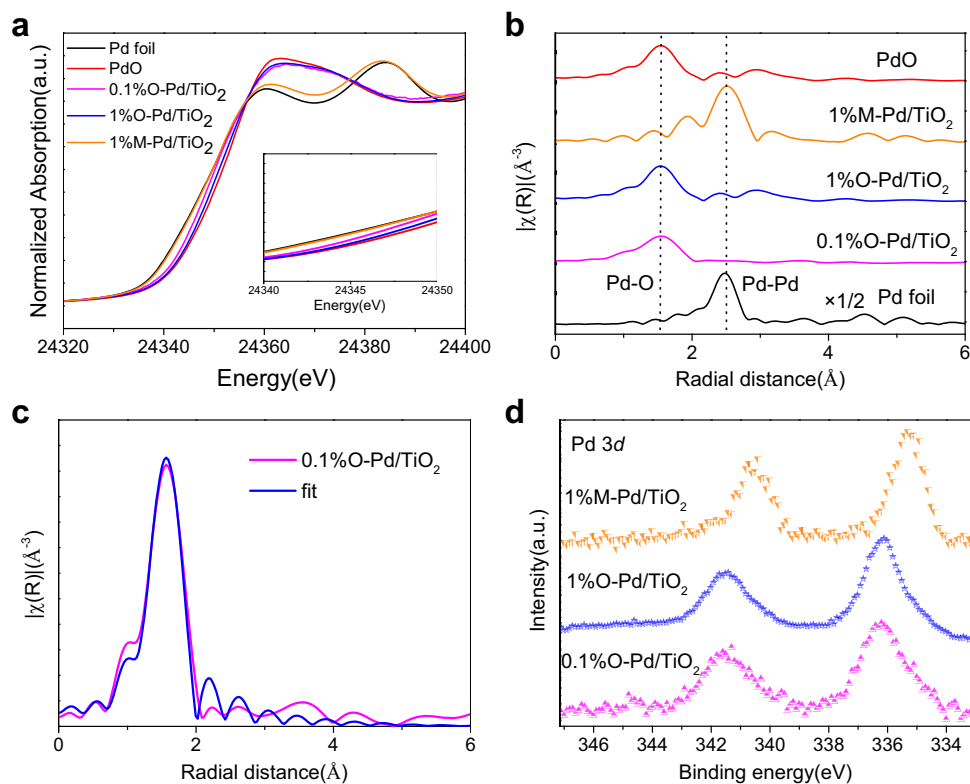 a
Pd foil
PdO
0.1%O-Pd/TiO₂
1%O-Pd/TiO₂
1%M-Pd/TiO₂
Normalized Absorption(a.u.)
24340 24345 24350
Energy(eV)
24320 24340 24360 24380 24400
Energy(eV)
b
PdO
1%M-Pd/TiO₂
1%O-Pd/TiO₂
0.1%O-Pd/TiO₂
Pd-O Pd-Pd
×1/2 Pd foil
|χ(R)|(Å⁻³)
0 2 4 6
Radial distance(Å)
c
0.1%O-Pd/TiO₂
fit
|χ(R)|(Å⁻³)
0 2 4 6
Radial distance(Å)
d
Pd 3d
1%M-Pd/TiO₂
1%O-Pd/TiO₂
0.1%O-Pd/TiO₂
Intensity(a.u.)
346 344 342 340 338 336 334
Binding energy(eV)